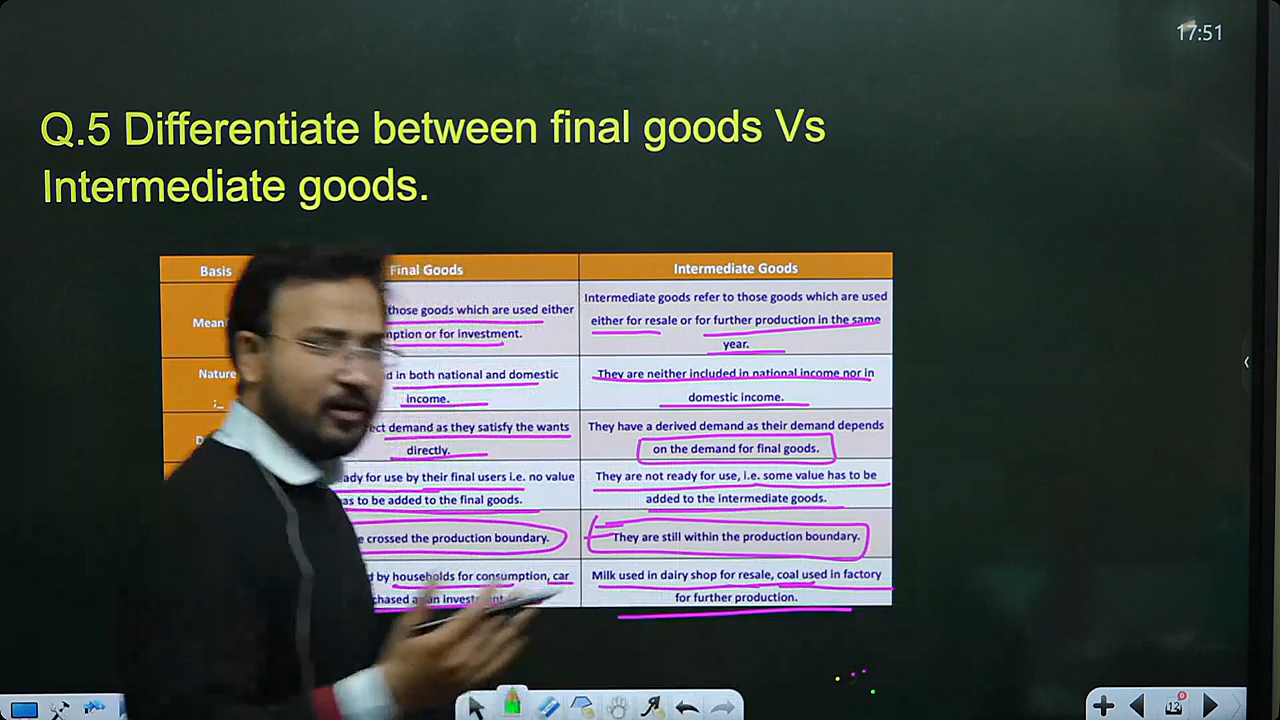 17:51
Q.5 Differentiate between final goods Vs
Intermediate goods.
Basis Final Goods Intermediate Goods
those goods which are used either
for investment.
Intermediate goods refer to those goods which are used
either for resale or for further production in the same
year.
Nature
in both national and domestic
income.
They are neither included in national income nor in
domestic income.
demand as they satisfy the wants
directly.
They have a derived demand as their demand depends
on the demand for final goods.
for use by their final users i.e. no value
to be added to the final goods.
They are not ready for use, i.e. some value has to be
added to the intermediate goods.
crossed the production boundary.
They are still within the production boundary.
by households for consumption, car
as an
Milk used in dairy shop for resale, coal used in factory
for further production.
12